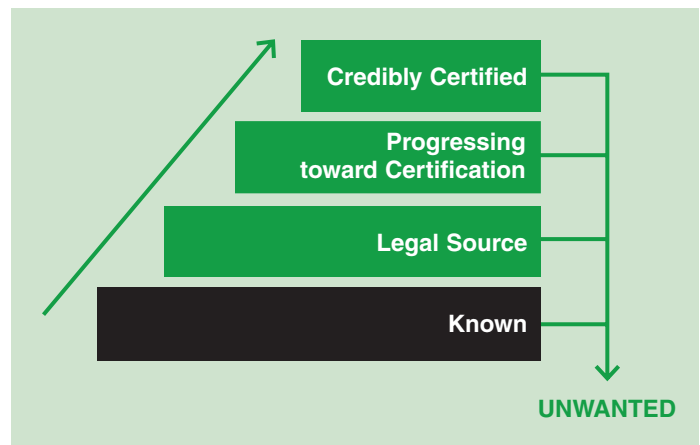 Credibly Certified
Progressing
toward Certification
Legal Source
Known
UNWANTED